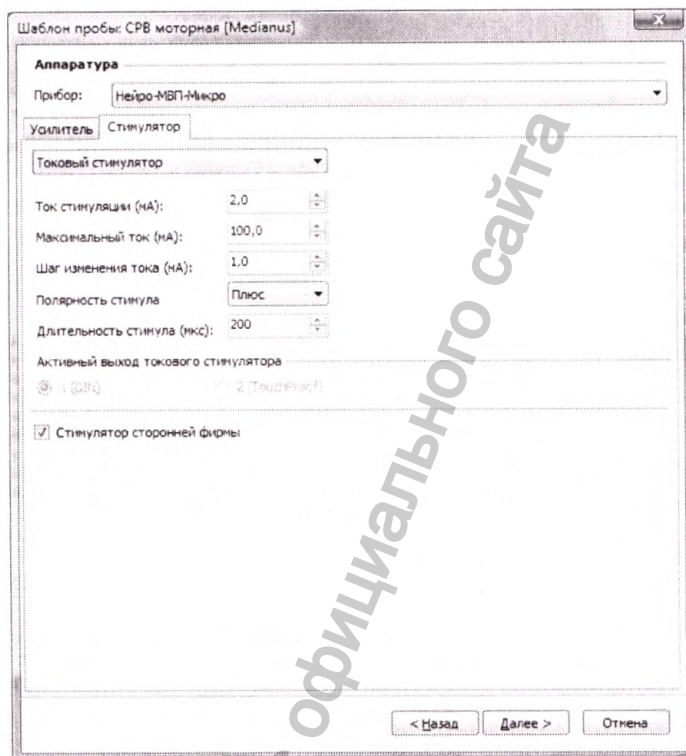 Шаблон пробы: СРВ моторная [Medianus]
Аппаратура
Прибор: Нейро-МВП-Микро
Усилитель Стимулятор
Токовый стимулятор
Ток стимуляции (мА): 2,0
Максимальный ток (мА): 100,0
Шаг изменения тока (мА): 1,0
Полярность стимула Плюс
Длительность стимула (мкс): 200
Активный выход токового стимулятора
1 (DIN) 2 (TouchProof)
Стимулятор сторонней фирмы
< Назад Далее > Отмена
официального сайта